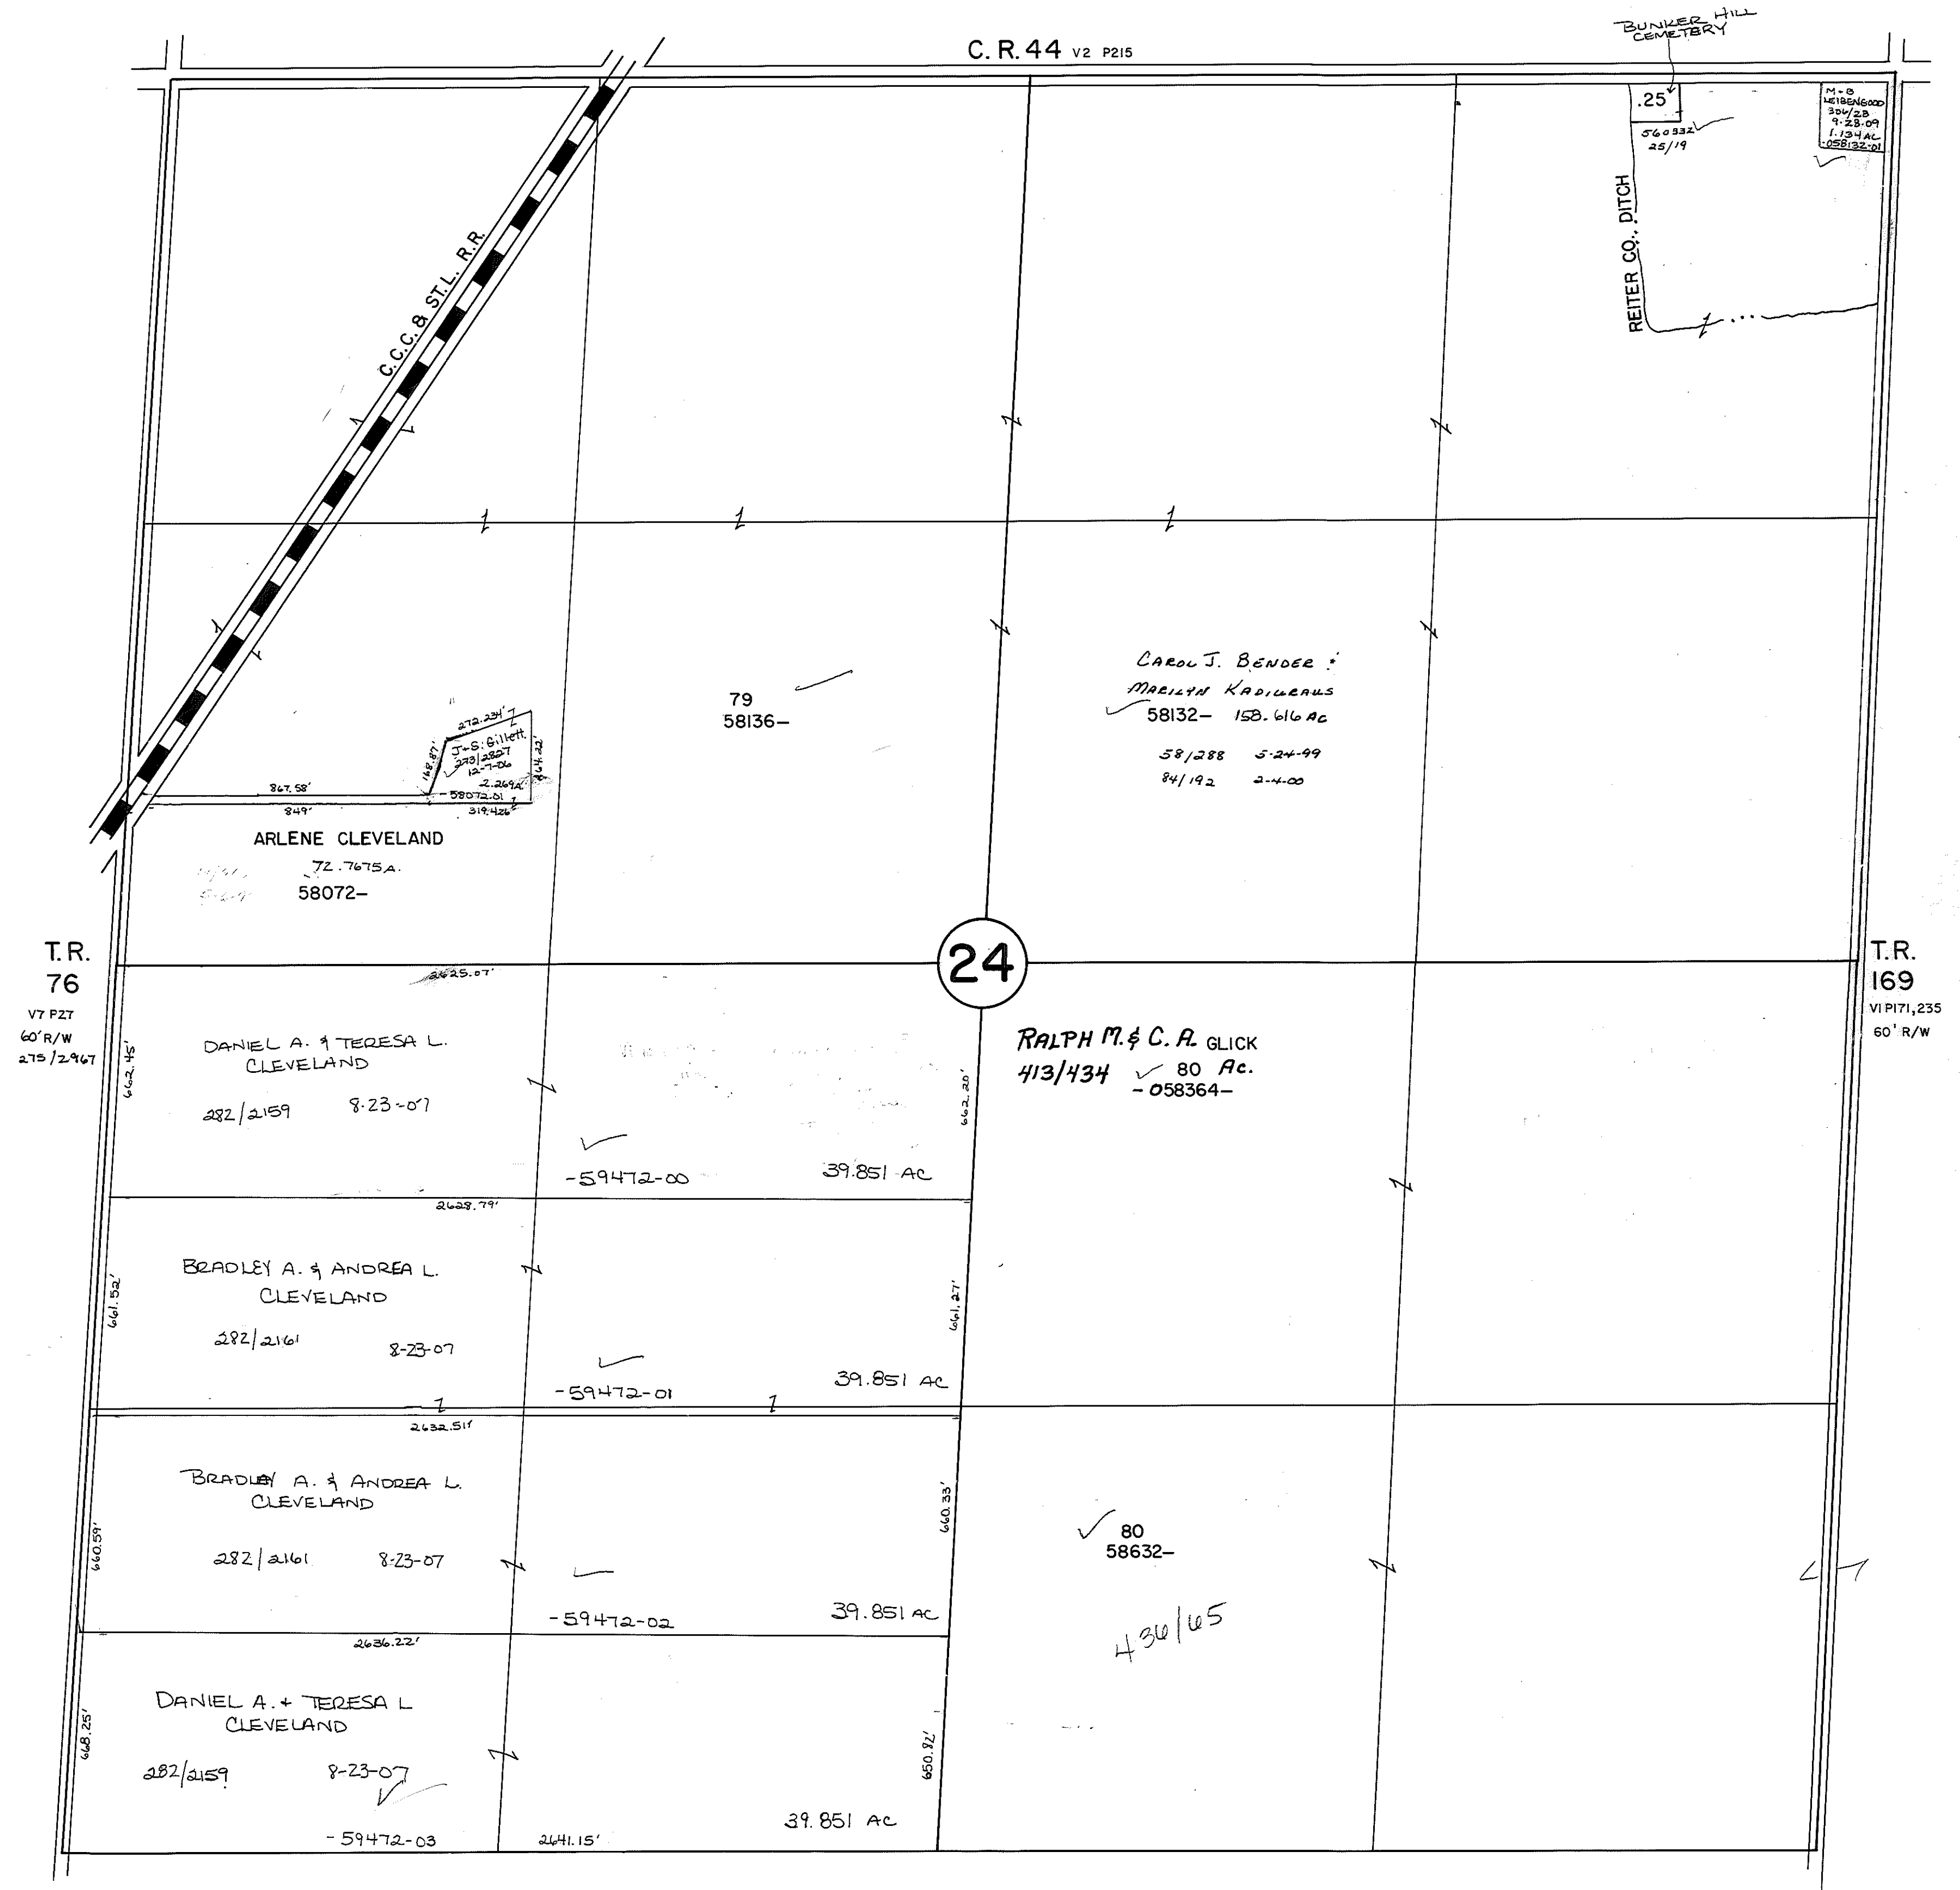 BUNKER HILL
CEMETERY
C.R. 44 V2 P215
.25
560332
25/19
M-B
LEIBENGOOD
306/28
9-28-09
1.134 AC
-058132-01
REITER CO., DITCH
C.C.C. & ST. L. R.R.
79
58136–
CAROL J. BENDER &
MARILYN
58132– 158.616 AC
58/288 5-24-99
84/192 2-4-00
272.234'
168.87'
J+S. Gillett
273/2827
12-7-06
2.269A
-58072.01
867.58'
849'
319.426'
ARLENE CLEVELAND
72.7675A.
58072–
24
T.R.
76
V7 P27
60' R/W
275/2967
T.R.
169
V1 P171,235
60' R/W
2625.07'
662.45'
DANIEL A. & TERESA L.
CLEVELAND
282/2159 8-23-07
662.20'
-59472-00 39.851 AC
RALPH M. & C. A. GLICK
413/434 80 Ac.
-058364–
2628.79'
661.52'
BRADLEY A. & ANDREA L.
CLEVELAND
282/2161 8-23-07
661.27'
-59472-01 39.851 AC
2632.51'
660.59'
BRADLEY A. & ANDREA L.
CLEVELAND
282/2161 8-23-07
660.33'
-59472-02 39.851 AC
80
58632–
436/65
2636.22'
668.25'
DANIEL A. + TERESA L
CLEVELAND
282/2159 8-23-07
650.82'
39.851 AC
-59472-03 2641.15'